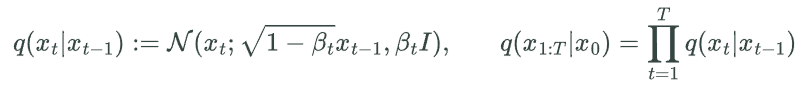 q(x_t|x_{t-1}) := 𝒩(x_t; √(1 − β_t)x_{t-1}, β_t I),  q(x_{1:T}|x_0) = ∏_{t=1}^{T} q(x_t|x_{t-1})